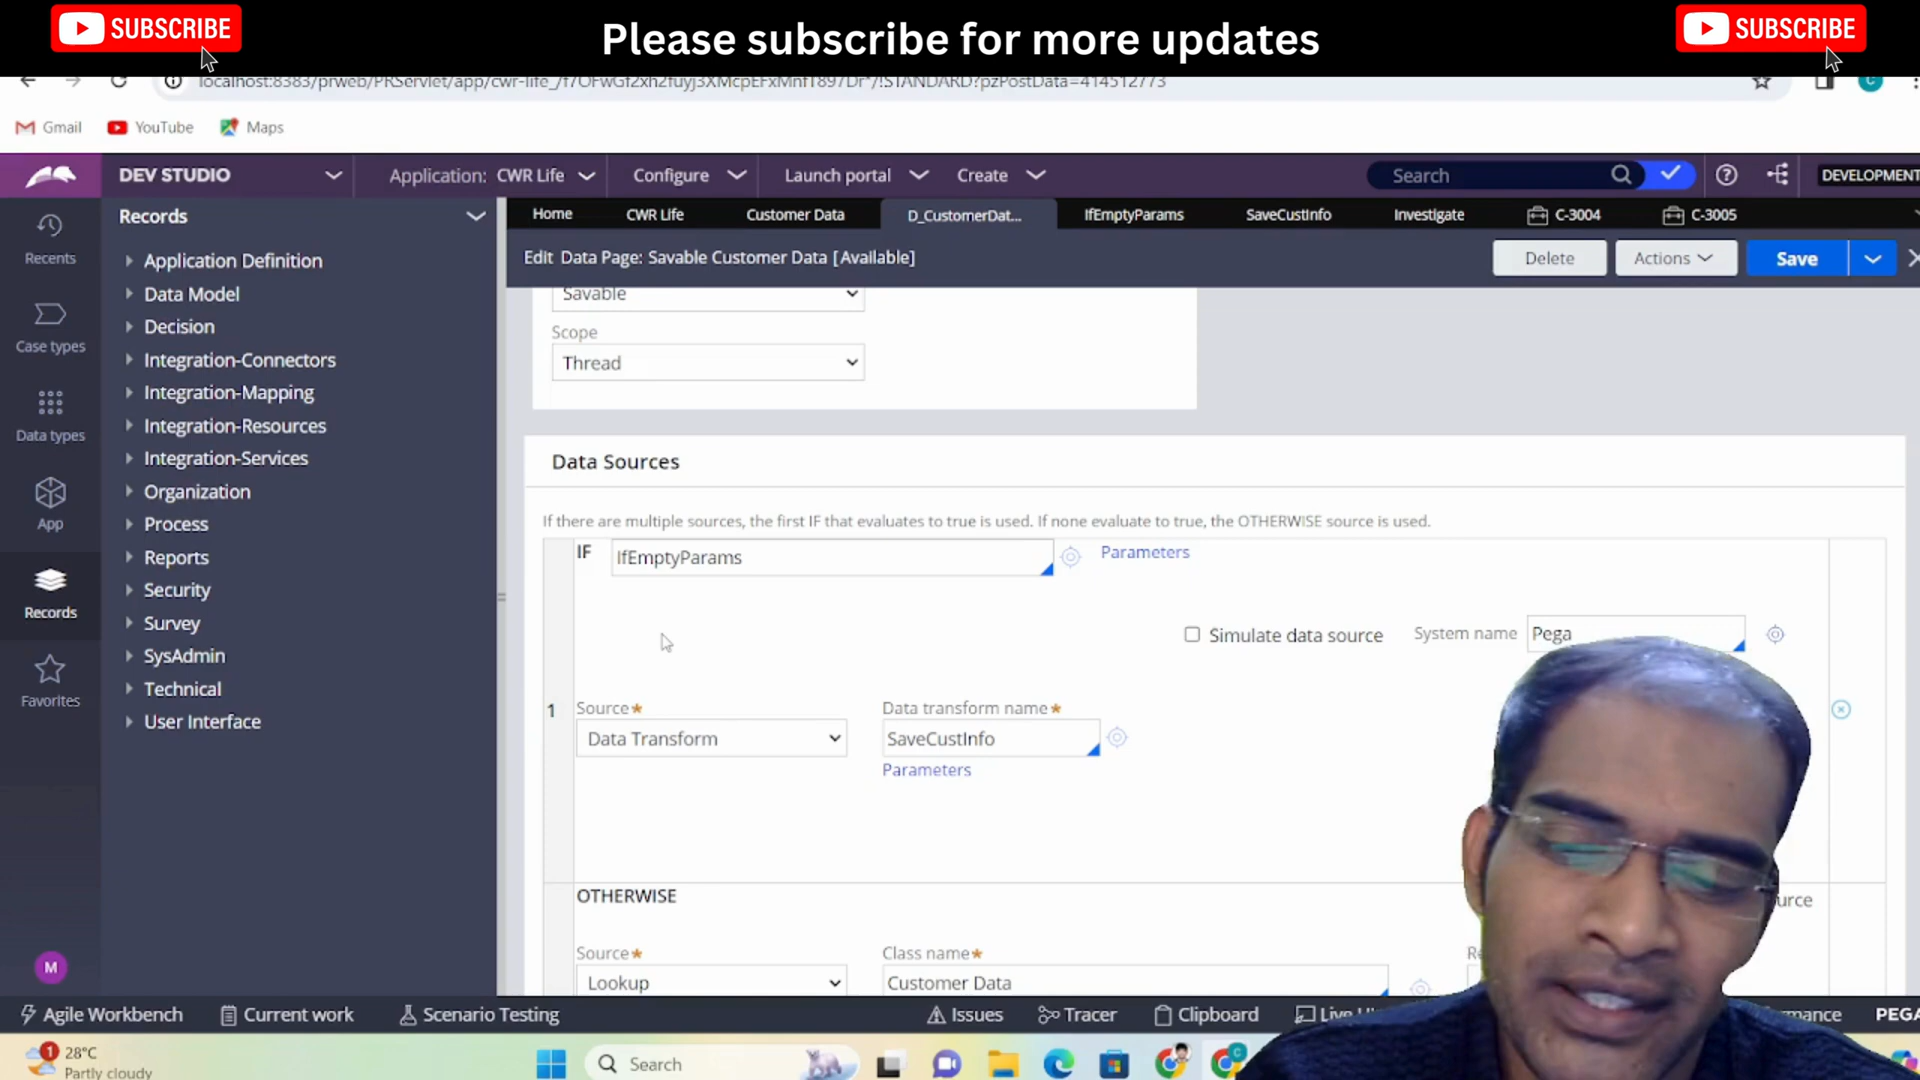 SUBSCRIBE
Please subscribe for more updates
SUBSCRIBE
Gmail YouTube Maps
DEV STUDIO Application: CWR Life Configure Launch portal Create Search DEVELOPMENT
Records
Home CWR Life Customer Data D_CustomerDat... IfEmptyParams SaveCustInfo Investigate C-3004 C-3005
Edit Data Page: Savable Customer Data [Available] Delete Actions Save
Recents
Case types
Data types
App
Records
Favorites
M
Application Definition
Data Model
Decision
Integration-Connectors
Integration-Mapping
Integration-Resources
Integration-Services
Organization
Process
Reports
Security
Survey
SysAdmin
Technical
User Interface
Savable
Scope
Thread
Data Sources
If there are multiple sources, the first IF that evaluates to true is used. If none evaluate to true, the OTHERWISE source is used.
IF IfEmptyParams Parameters
Simulate data source System name Pega
1 Source* Data transform name*
Data Transform SaveCustInfo
Parameters
OTHERWISE
Source* Class name*
Lookup Customer Data
Agile Workbench Current work Scenario Testing Issues Tracer Clipboard
1 28°C
Partly cloudy
Search